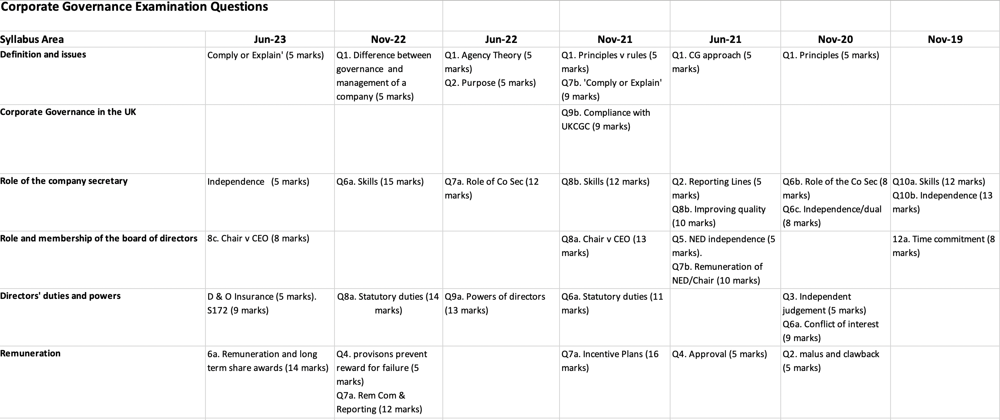 Corporate Governance Examination Questions
Syllabus Area
Jun-23
Nov-22
Jun-22
Nov-21
Jun-21
Nov-20
Nov-19
Definition and issues
Comply or Explain' (5 marks)
Q1. Difference between
governance  and
management of a
company (5 marks)
Q1. Agency Theory (5
marks)
Q2. Purpose (5 marks)
Q1. Principles v rules (5
marks)
Q7b. 'Comply or Explain'
(9 marks)
Q1. CG approach (5
marks)
Q1. Principles (5 marks)
Corporate Governance in the UK
Q9b. Compliance with
UKCGC (9 marks)
Role of the company secretary
Independence   (5 marks)
Q6a. Skills (15 marks)
Q7a. Role of Co Sec (12
marks)
Q8b. Skills (12 marks)
Q2. Reporting Lines (5
marks)
Q8b. Improving quality
(10 marks)
Q6b. Role of the Co Sec (8
marks)
Q6c. Independence/dual
(8 marks)
Q10a. Skills (12 marks)
Q10b. Independence (13
marks)
Role and membership of the board of directors
8c. Chair v CEO (8 marks)
Q8a. Chair v CEO (13
marks)
Q5. NED independence (5
marks).
Q7b. Remuneration of
NED/Chair (10 marks)
12a. Time commitment (8
marks)
Directors' duties and powers
D & O Insurance (5 marks).
S172 (9 marks)
Q8a. Statutory duties (14
marks)
Q9a. Powers of directors
(13 marks)
Q6a. Statutory duties (11
marks)
Q3. Independent
judgement (5 marks)
Q6a. Conflict of interest
(9 marks)
Remuneration
6a. Remuneration and long
term share awards (14 marks)
Q4. provisons prevent
reward for failure (5
marks)
Q7a. Rem Com &
Reporting (12 marks)
Q7a. Incentive Plans (16
marks)
Q4. Approval (5 marks)
Q2. malus and clawback
(5 marks)